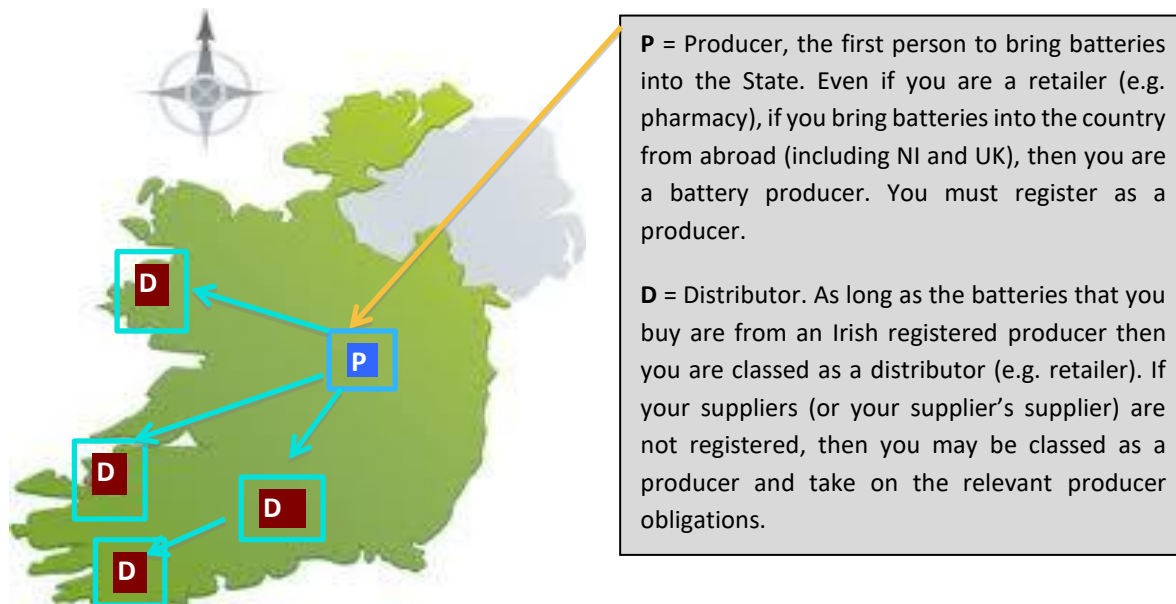 P = Producer, the first person to bring batteries
into the State. Even if you are a retailer (e.g.
pharmacy), if you bring batteries into the country
from abroad (including NI and UK), then you are
a battery producer. You must register as a
producer.
D = Distributor. As long as the batteries that you
buy are from an Irish registered producer then
you are classed as a distributor (e.g. retailer). If
your suppliers (or your supplier’s supplier) are
not registered, then you may be classed as a
producer and take on the relevant producer
obligations.
D
P
D
D
D